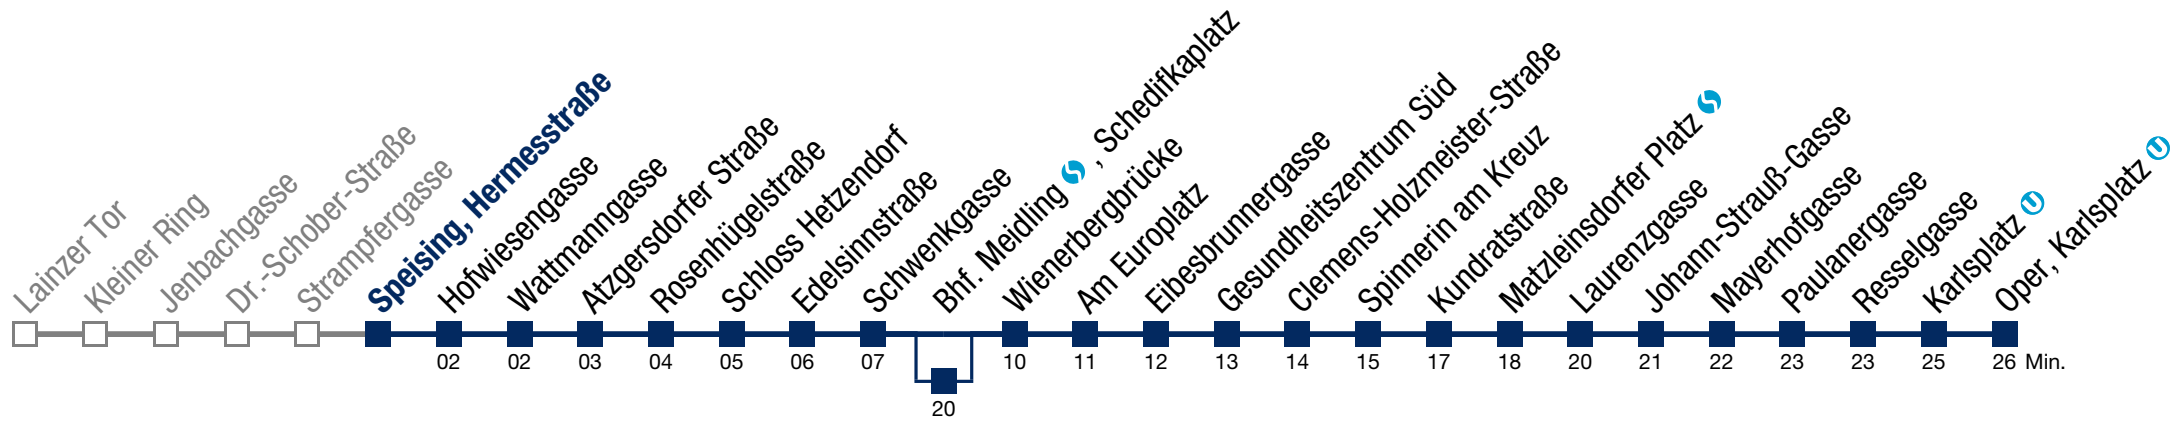 Lainzer Tor
Kleiner Ring
Jenbachgasse
Dr.-Schober-Straße
Strampfergasse
Speising, Hermesstraße
Hofwiesengasse
Wattmanngasse
Atzgersdorfer Straße
Rosenhügelstraße
Schloss Hetzendorf
Edelsinnstraße
Schwenkgasse
Bhf. Meidling S, Schedifkaplatz
Wienerbergbrücke
Am Europlatz
Eibesbrunnergasse
Gesundheitszentrum Süd
Clemens-Holzmeister-Straße
Spinnerin am Kreuz
Kundratstraße
Matzleinsdorfer Platz S
Laurenzgasse
Johann-Strauß-Gasse
Mayerhofgasse
Paulanergasse
Resselgasse
Karlsplatz U
Oper, Karlsplatz U
02 02 03 04 05 06 07 10 11 12 13 14 15 17 18 20 21 22 23 23 25 26 Min.
20